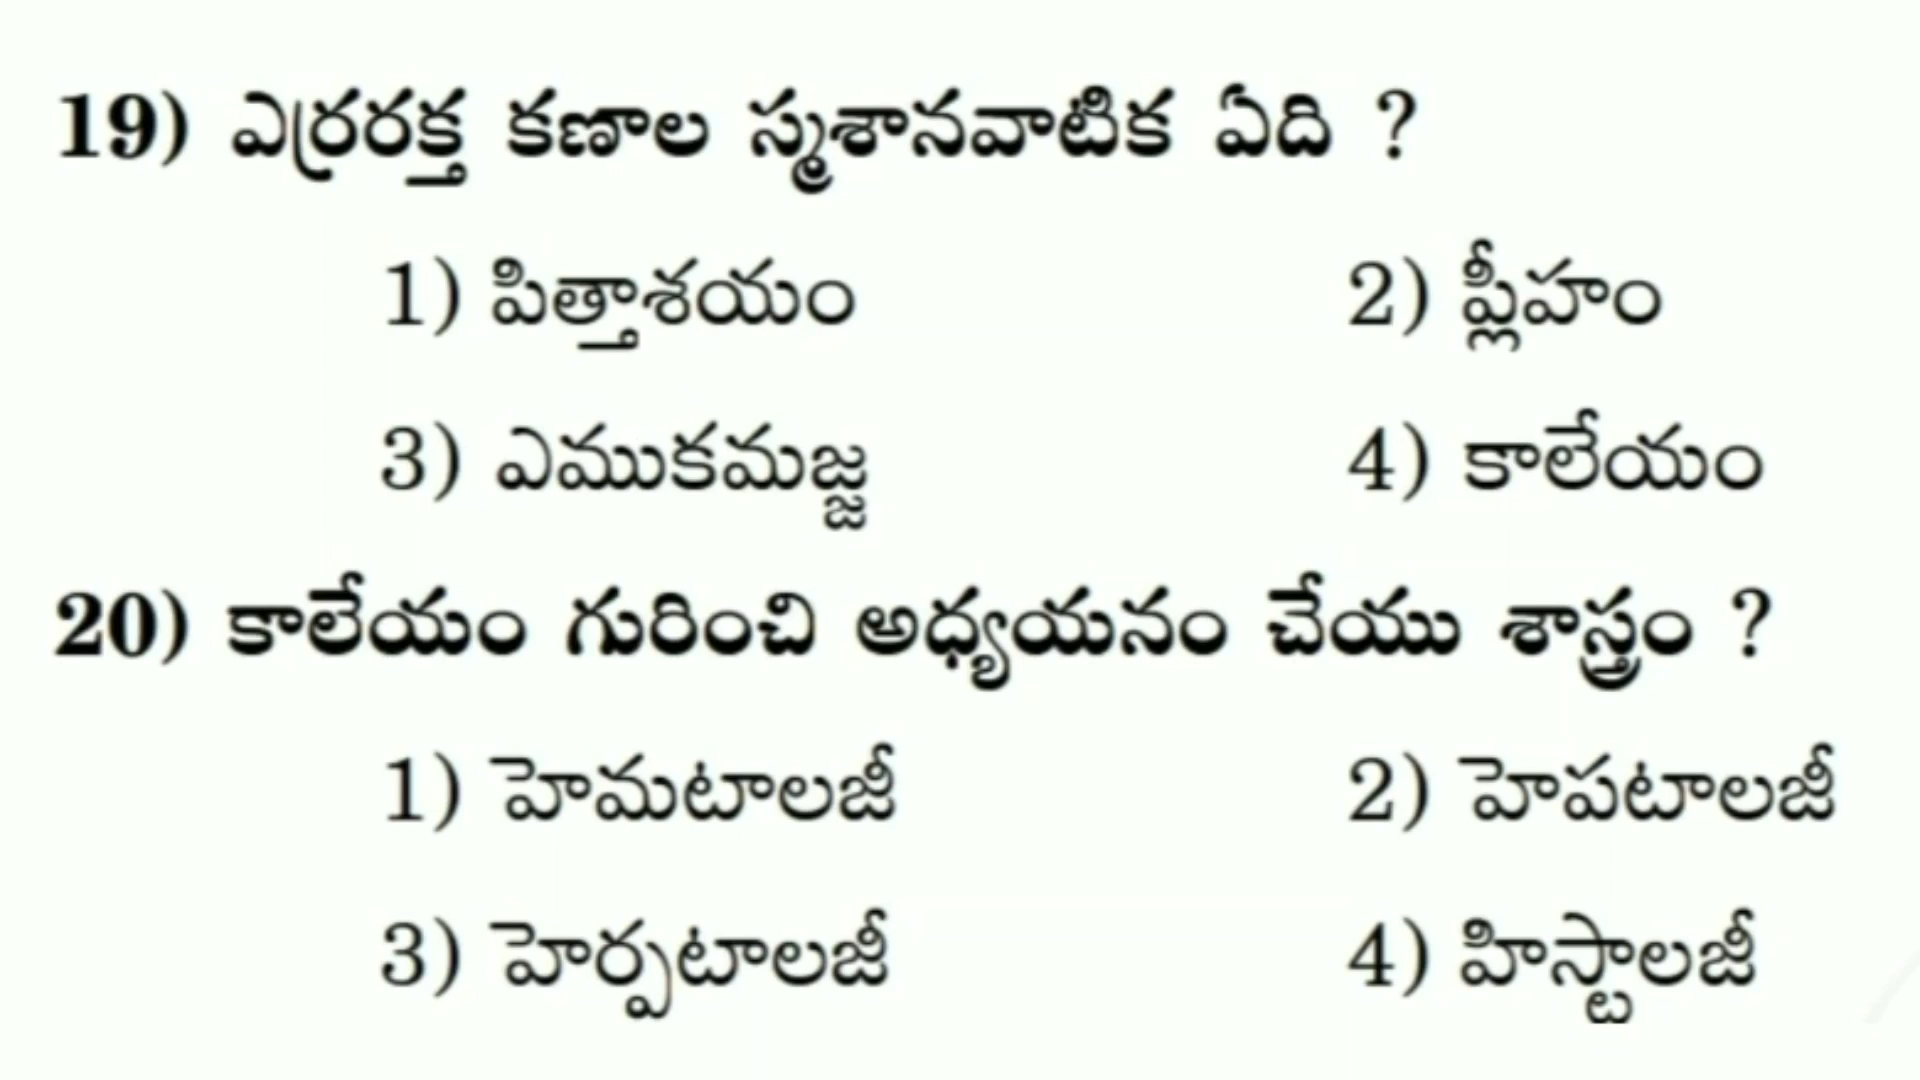 19) ఎర్రరక్త కణాల స్మశానవాటిక ఏది ?
1) పిత్తాశయం 2) ప్లీహం
3) ఎముకమజ్జ 4) కాలేయం
20) కాలేయం గురించి అధ్యయనం చేయు శాస్త్రం ?
1) హెమటాలజీ 2) హెపటాలజీ
3) హెర్పటాలజీ 4) హిస్టాలజీ